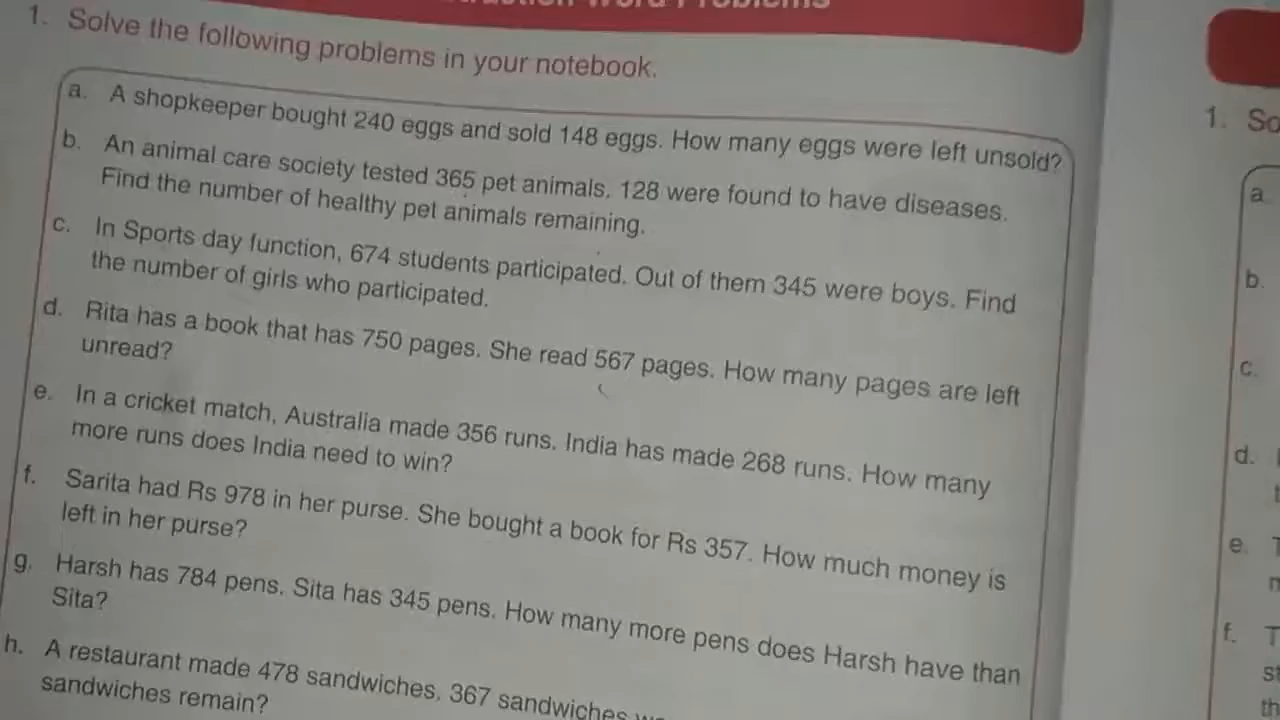 Word Problems
1. Solve the following problems in your notebook.
a. A shopkeeper bought 240 eggs and sold 148 eggs. How many eggs were left unsold?
b. An animal care society tested 365 pet animals. 128 were found to have diseases.
Find the number of healthy pet animals remaining.
c. In Sports day function, 674 students participated. Out of them 345 were boys. Find
the number of girls who participated.
d. Rita has a book that has 750 pages. She read 567 pages. How many pages are left
unread?
e. In a cricket match, Australia made 356 runs. India has made 268 runs. How many
more runs does India need to win?
f. Sarita had Rs 978 in her purse. She bought a book for Rs 357. How much money is
left in her purse?
g. Harsh has 784 pens. Sita has 345 pens. How many more pens does Harsh have than
Sita?
h. A restaurant made 478 sandwiches. 367 sandwiches
sandwiches remain?
1.
a.
b.
c.
d.
e.
f.